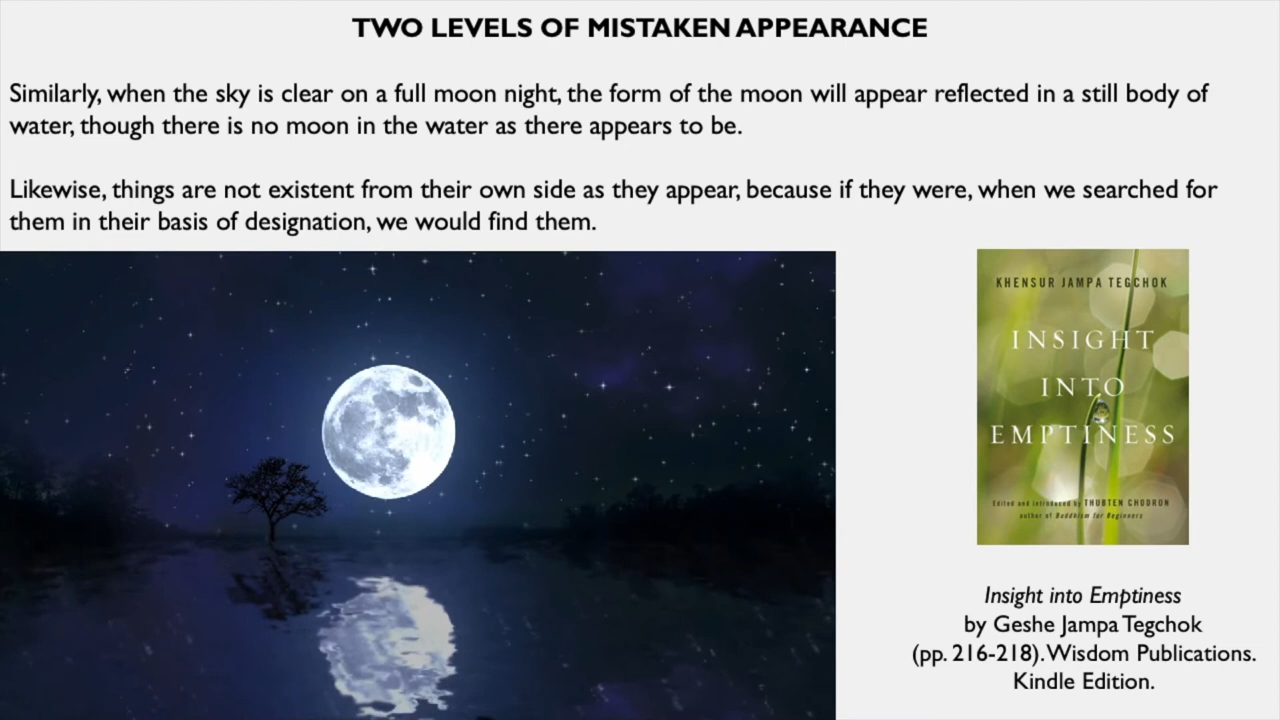 TWO LEVELS OF MISTAKEN APPEARANCE
Similarly, when the sky is clear on a full moon night, the form of the moon will appear reflected in a still body of
water, though there is no moon in the water as there appears to be.
Likewise, things are not existent from their own side as they appear, because if they were, when we searched for
them in their basis of designation, we would find them.
KHENSUR JAMPA TEGCHOK
INSIGHT
INTO
EMPTINESS
Edited and introduced by THUBTEN CHODRON
author of Buddhism for Beginners
Insight into Emptiness
by Geshe Jampa Tegchok
(pp. 216-218). Wisdom Publications.
Kindle Edition.